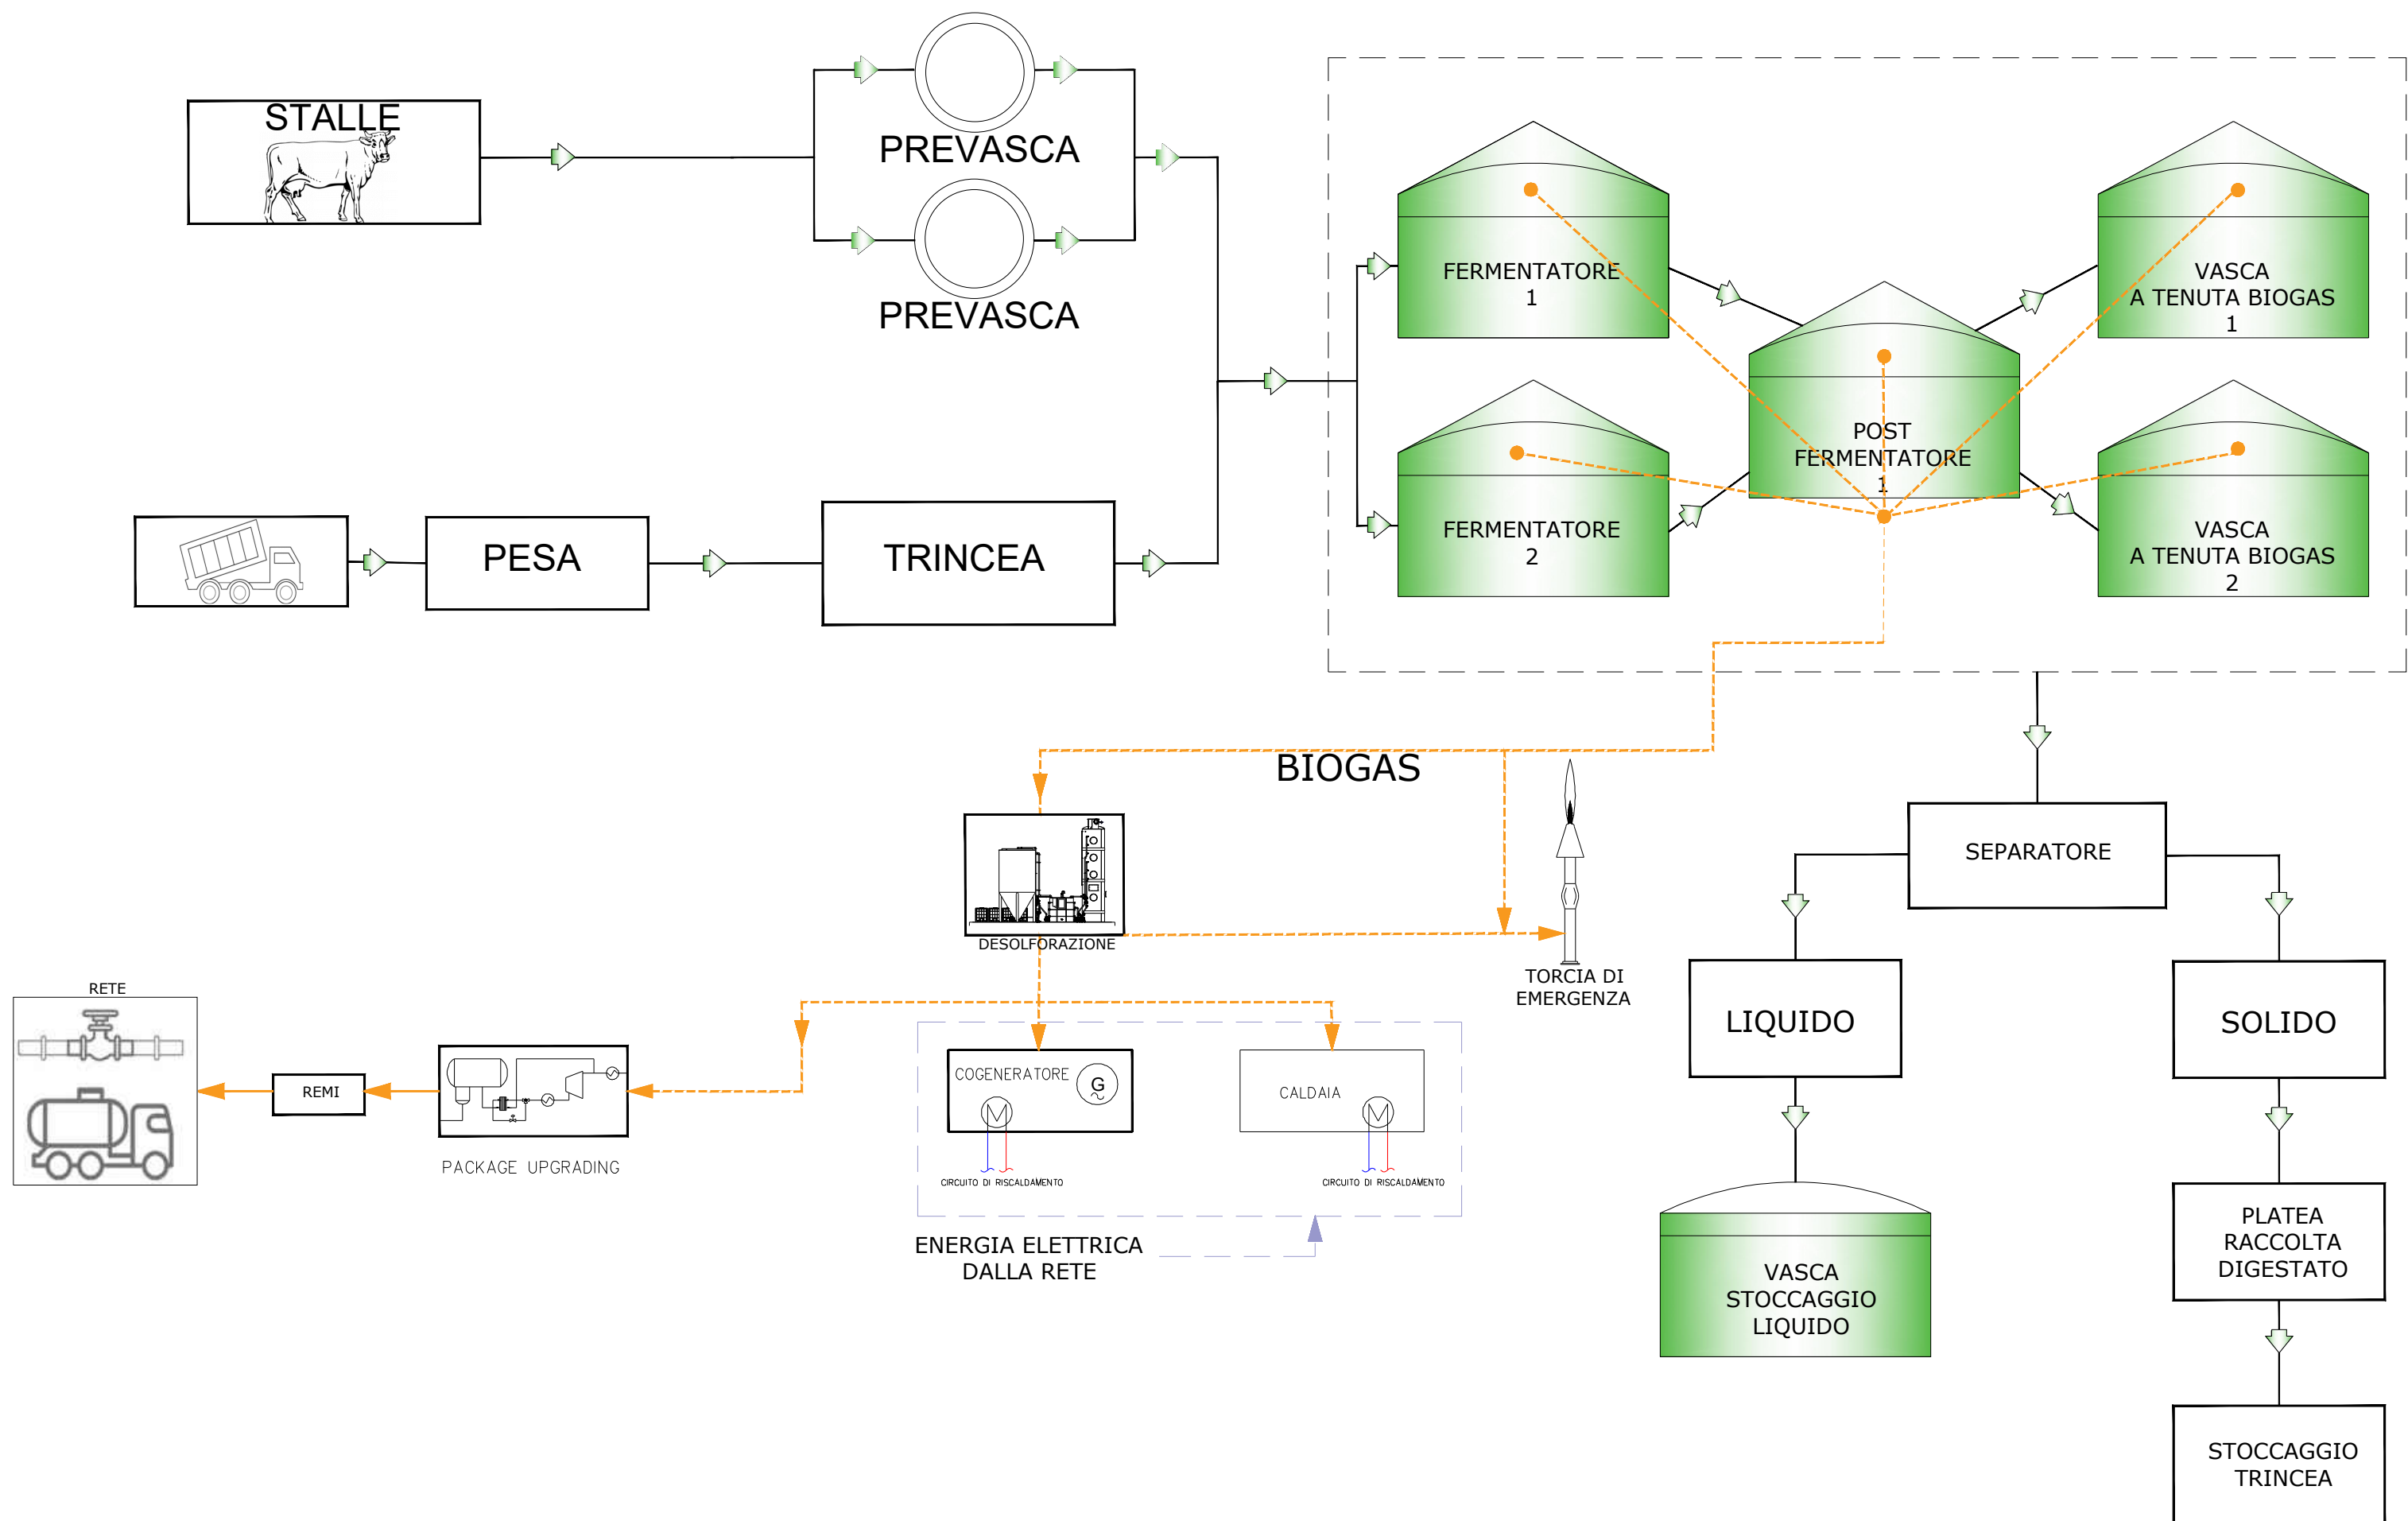 STALLE
PREVASCA
PREVASCA
PESA
TRINCEA
FERMENTATORE
1
FERMENTATORE
2
POST
FERMENTATORE
1
VASCA
A TENUTA BIOGAS
1
VASCA
A TENUTA BIOGAS
2
BIOGAS
DESOLFORAZIONE
TORCIA DI
EMERGENZA
SEPARATORE
LIQUIDO
SOLIDO
RETE
REMI
PACKAGE UPGRADING
COGENERATORE
G
CALDAIA
CIRCUITO DI RISCALDAMENTO
CIRCUITO DI RISCALDAMENTO
ENERGIA ELETTRICA
DALLA RETE
VASCA
STOCCAGGIO
LIQUIDO
PLATEA
RACCOLTA
DIGESTATO
STOCCAGGIO
TRINCEA